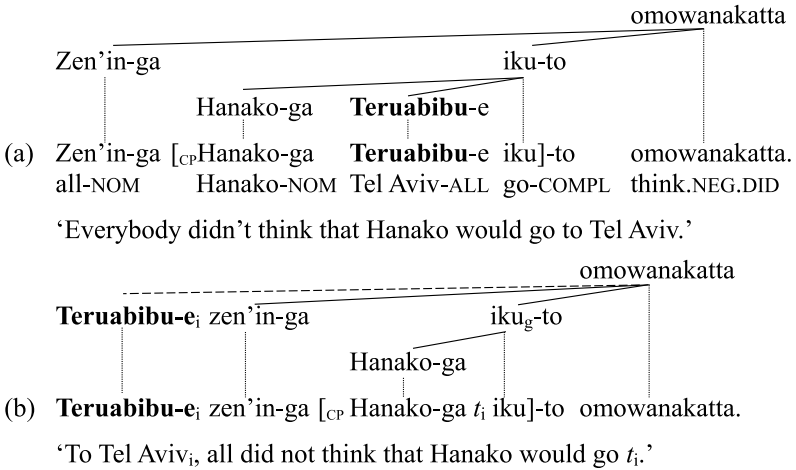 omowanakatta
Zen’in-ga iku-to
Hanako-ga Teruabibu-e
(a) Zen’in-ga [CPHanako-ga Teruabibu-e iku]-to omowanakatta.
all-NOM Hanako-NOM Tel Aviv-ALL go-COMPL think.NEG.DID
‘Everybody didn’t think that Hanako would go to Tel Aviv.’
omowanakatta
Teruabibu-ei zen’in-ga ikug-to
Hanako-ga
(b) Teruabibu-ei zen’in-ga [CP Hanako-ga ti iku]-to omowanakatta.
‘To Tel Avivi, all did not think that Hanako would go ti.’